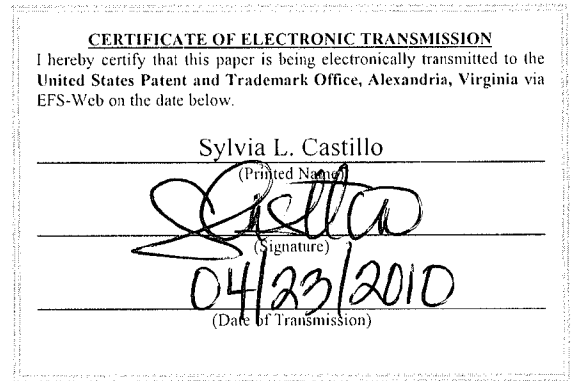 CERTIFICATE OF ELECTRONIC TRANSMISSION
I hereby certify that this paper is being electronically transmitted to the
United States Patent and Trademark Office, Alexandria, Virginia via
EFS-Web on the date below.
Sylvia L. Castillo
(Printed Name)
(Signature)
04/23/2010
(Date of Transmission)